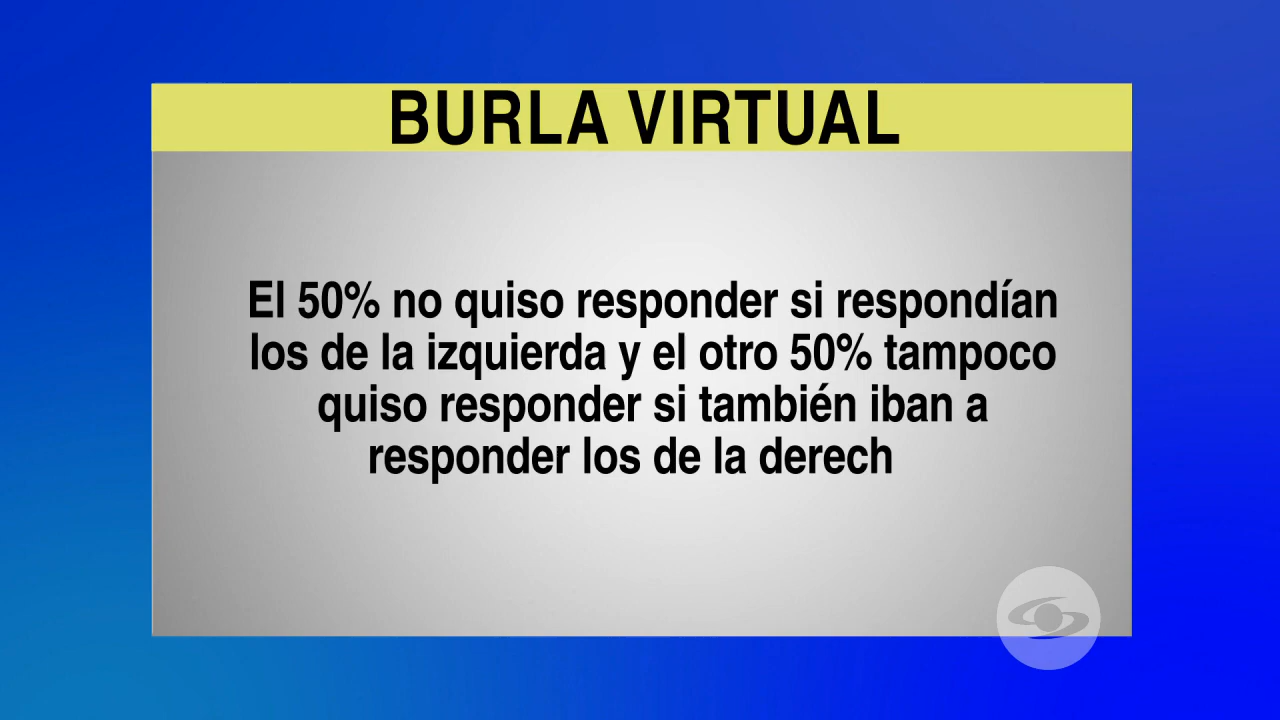 BURLA VIRTUAL
El 50% no quiso responder si respondían
los de la izquierda y el otro 50% tampoco
quiso responder si también iban a
responder los de la derech